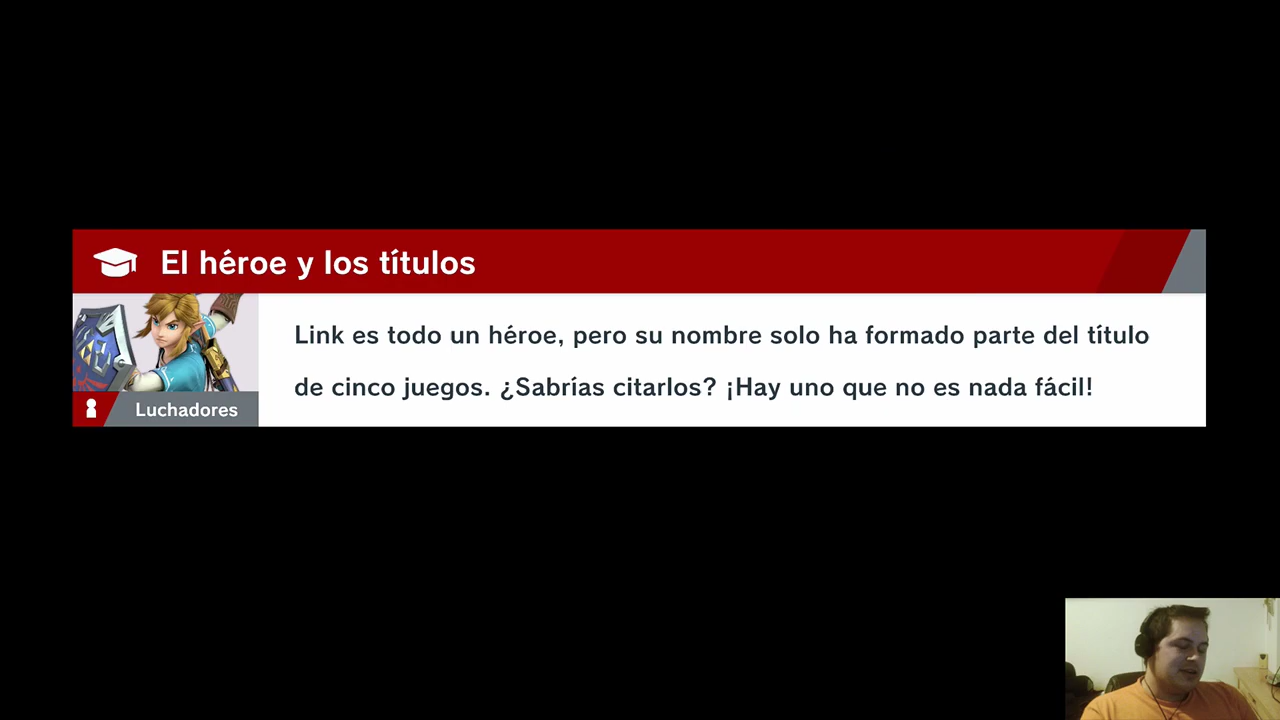 El héroe y los títulos
Link es todo un héroe, pero su nombre solo ha formado parte del título
de cinco juegos. ¿Sabrías citarlos? ¡Hay uno que no es nada fácil!
Luchadores